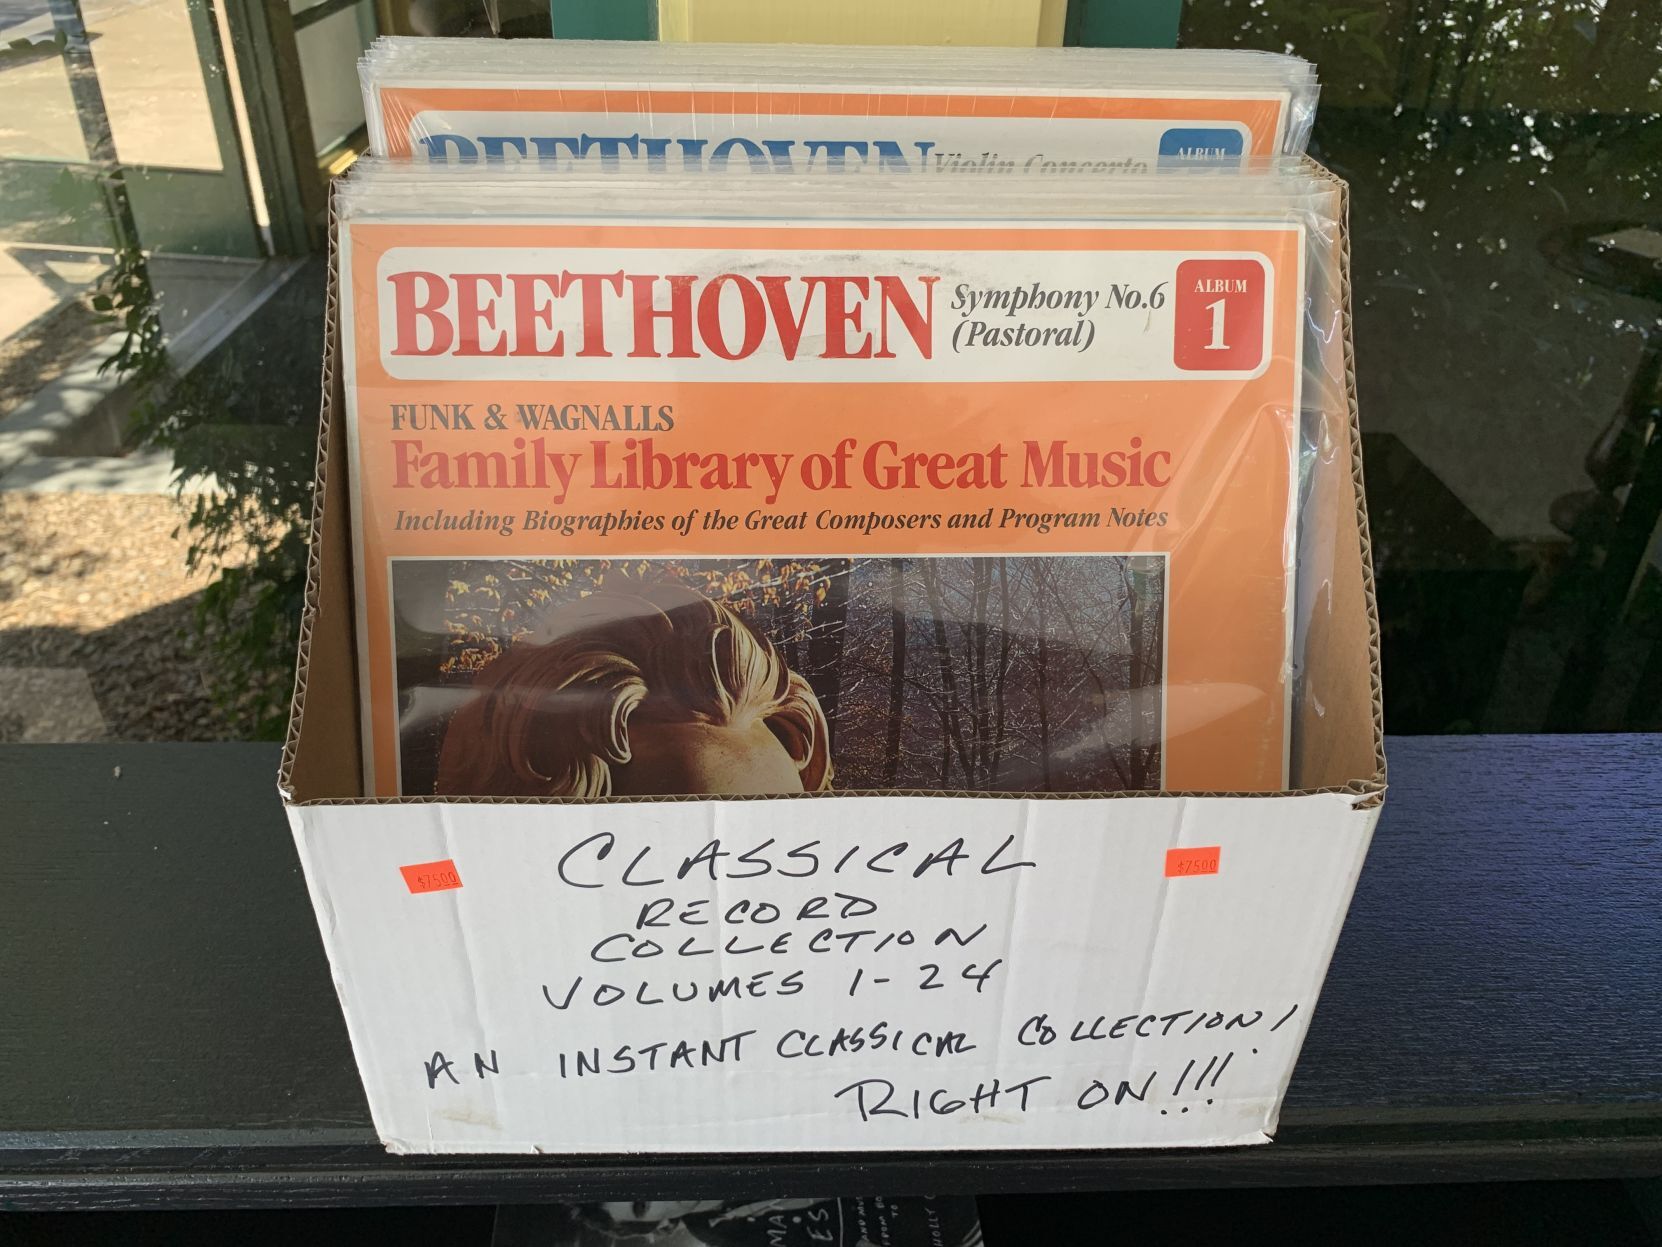 BEETHOVEN Violin Concerto ALBUM
BEETHOVEN Symphony No.6 (Pastoral) ALBUM 1
FUNK & WAGNALLS
Family Library of Great Music
Including Biographies of the Great Composers and Program Notes
CLASSICAL
$7500 $7500
RECORD
COLLECTION
VOLUMES 1-24
AN INSTANT CLASSICAL COLLECTION!
RIGHT ON!!!